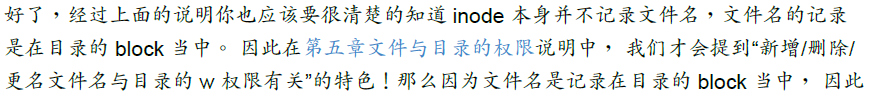 好了，经过上面的说明你也应该要很清楚的知道 inode 本身并不记录文件名，文件名的记录
是在目录的 block 当中。 因此在第五章文件与目录的权限说明中， 我们才会提到“新增/删除/
更名文件名与目录的 w 权限有关”的特色！那么因为文件名是记录在目录的 block 当中， 因此